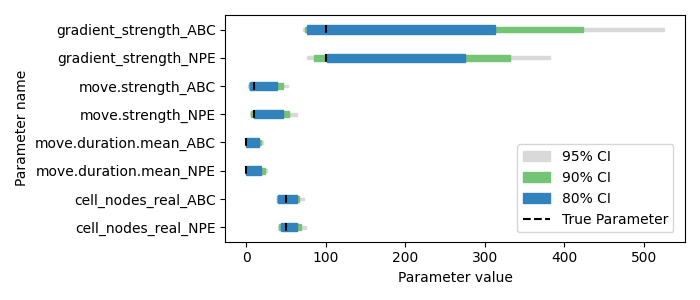 gradient_strength_ABC
gradient_strength_NPE
move.strength_ABC
move.strength_NPE
move.duration.mean_ABC
move.duration.mean_NPE
cell_nodes_real_ABC
cell_nodes_real_NPE
Parameter name
95% CI
90% CI
80% CI
True Parameter
0 100 200 300 400 500
Parameter value